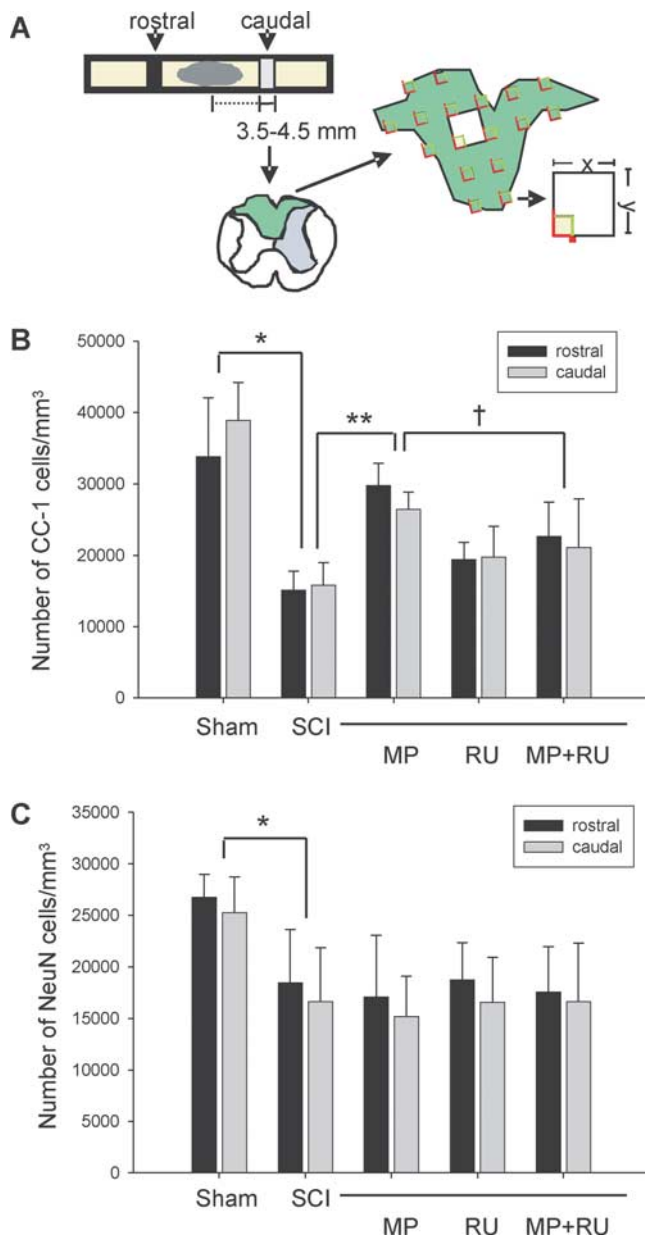 A
rostral
caudal
3.5-4.5 mm
x
y
B
Number of CC-1 cells/mm³
50000
40000
30000
20000
10000
0
*
**
†
rostral
caudal
Sham
SCI
MP
RU
MP+RU
C
Number of NeuN cells/mm³
35000
30000
25000
20000
15000
10000
5000
0
*
rostral
caudal
Sham
SCI
MP
RU
MP+RU